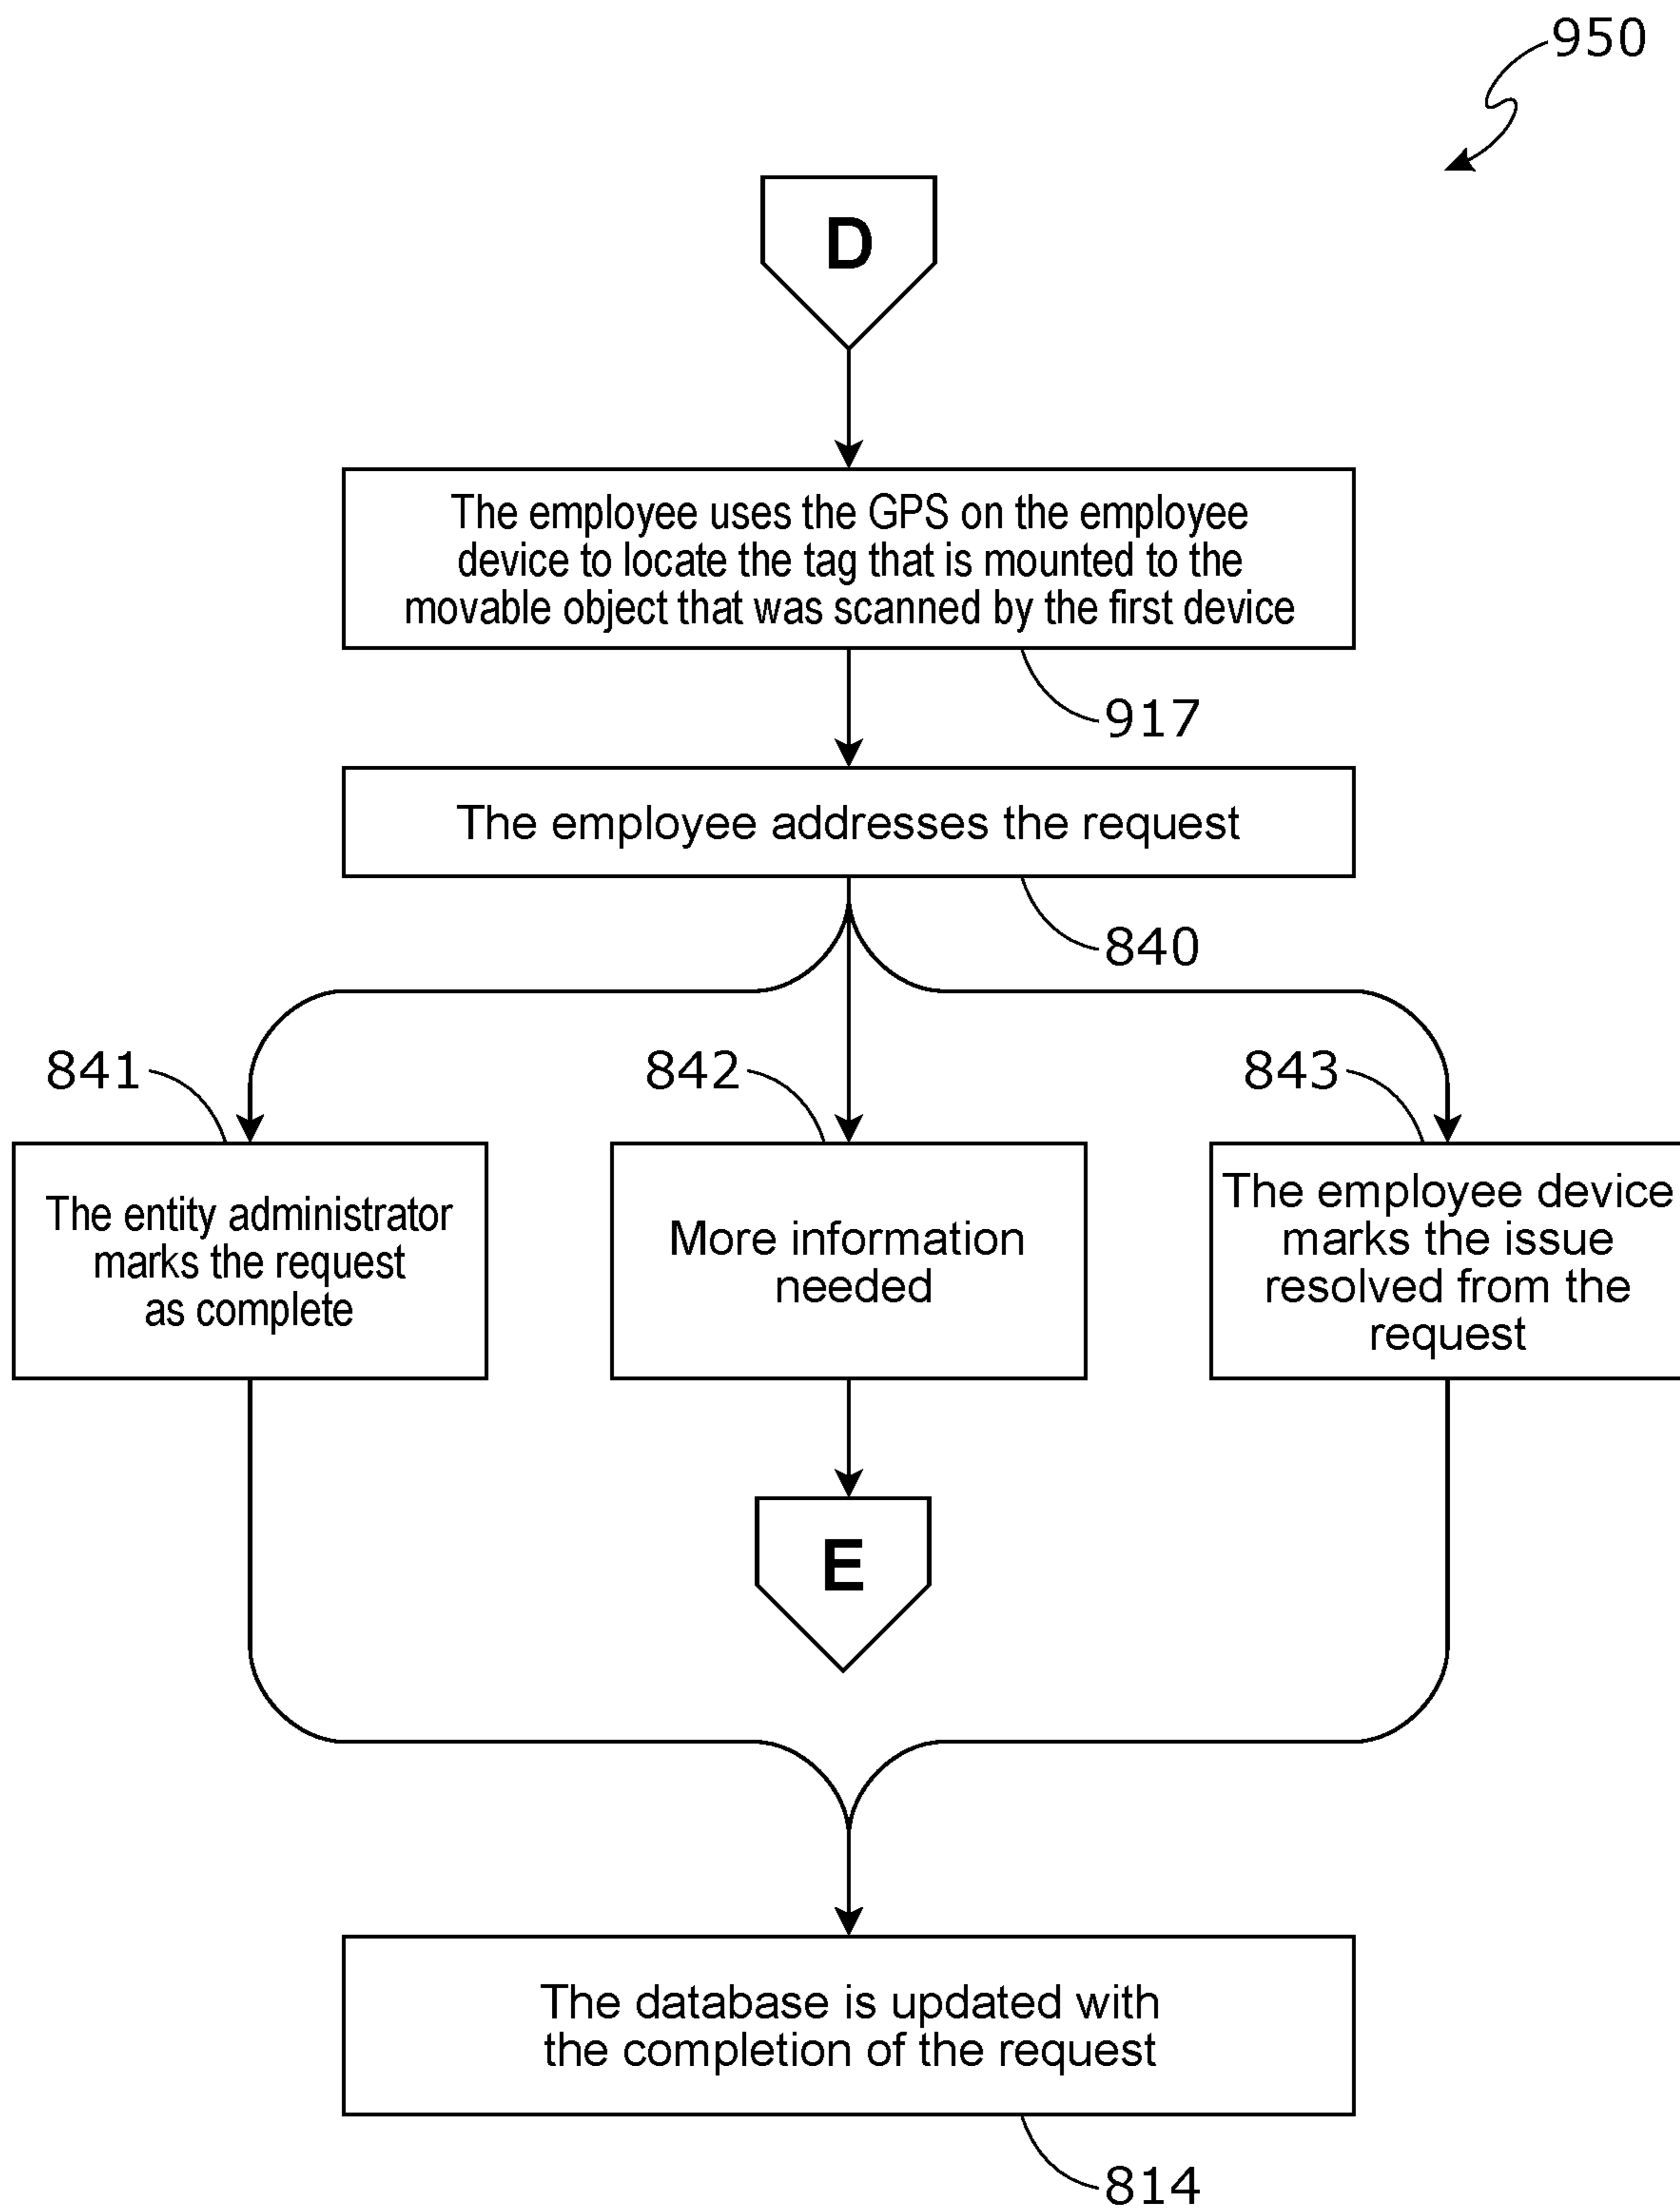 950
D
The employee uses the GPS on the employee
device to locate the tag that is mounted to the
movable object that was scanned by the first device
917
The employee addresses the request
840
841
842
843
The entity administrator
marks the request
as complete
More information
needed
The employee device
marks the issue
resolved from the
request
E
The database is updated with
the completion of the request
814